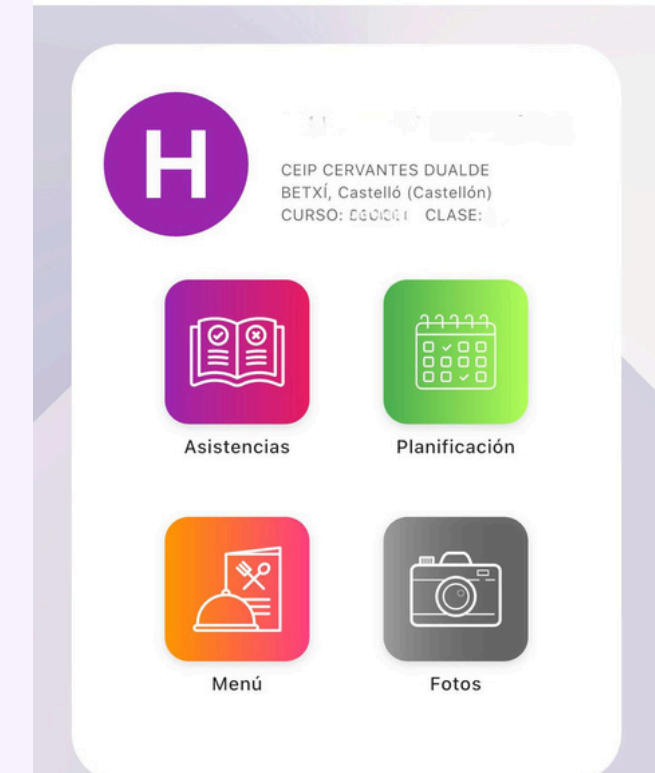 H
CEIP CERVANTES DUALDE
BETXÍ, Castelló (Castellón)
CURSO: CLASE:
Asistencias
Planificación
Menú
Fotos